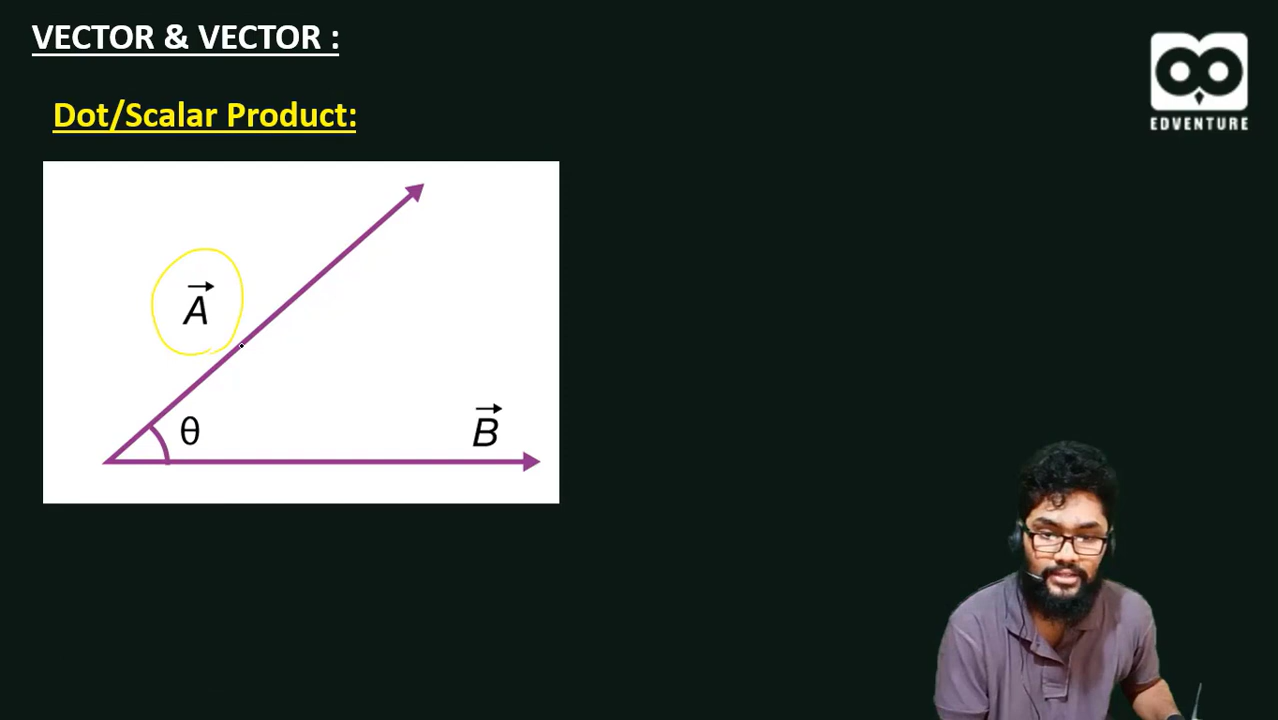 VECTOR & VECTOR :
EDVENTURE
Dot/Scalar Product:
A
θ
B